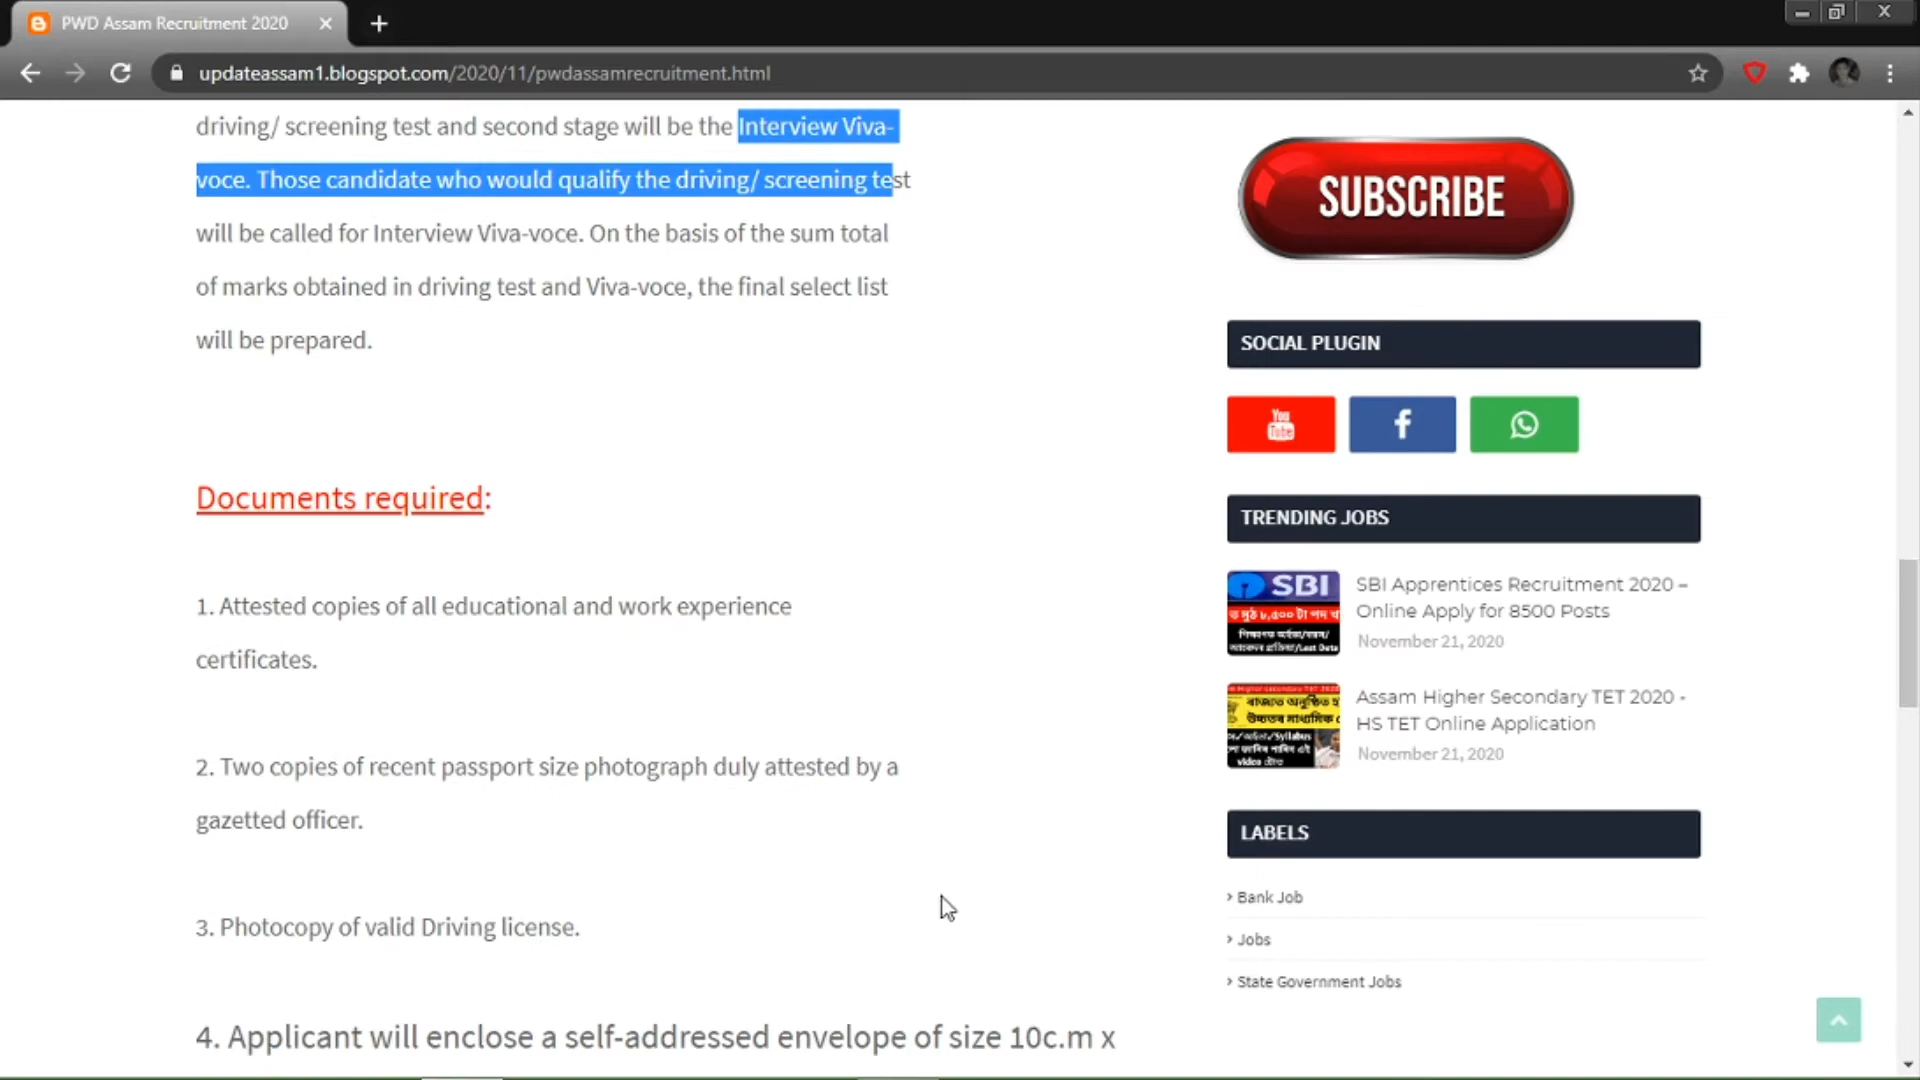 PWD Assam Recruitment 2020
updateassam1.blogspot.com/2020/11/pwdassamrecruitment.html
driving/ screening test and second stage will be the Interview Viva-
voce. Those candidate who would qualify the driving/ screening test
will be called for Interview Viva-voce. On the basis of the sum total
of marks obtained in driving test and Viva-voce, the final select list
will be prepared.
Documents required:
1. Attested copies of all educational and work experience
certificates.
2. Two copies of recent passport size photograph duly attested by a
gazetted officer.
3. Photocopy of valid Driving license.
4. Applicant will enclose a self-addressed envelope of size 10c.m x
SUBSCRIBE
SOCIAL PLUGIN
You
Tube
TRENDING JOBS
SBI
SBI Apprentices Recruitment 2020 –
Online Apply for 8500 Posts
November 21, 2020
Assam Higher Secondary TET 2020 -
HS TET Online Application
November 21, 2020
LABELS
Bank Job
Jobs
State Government Jobs